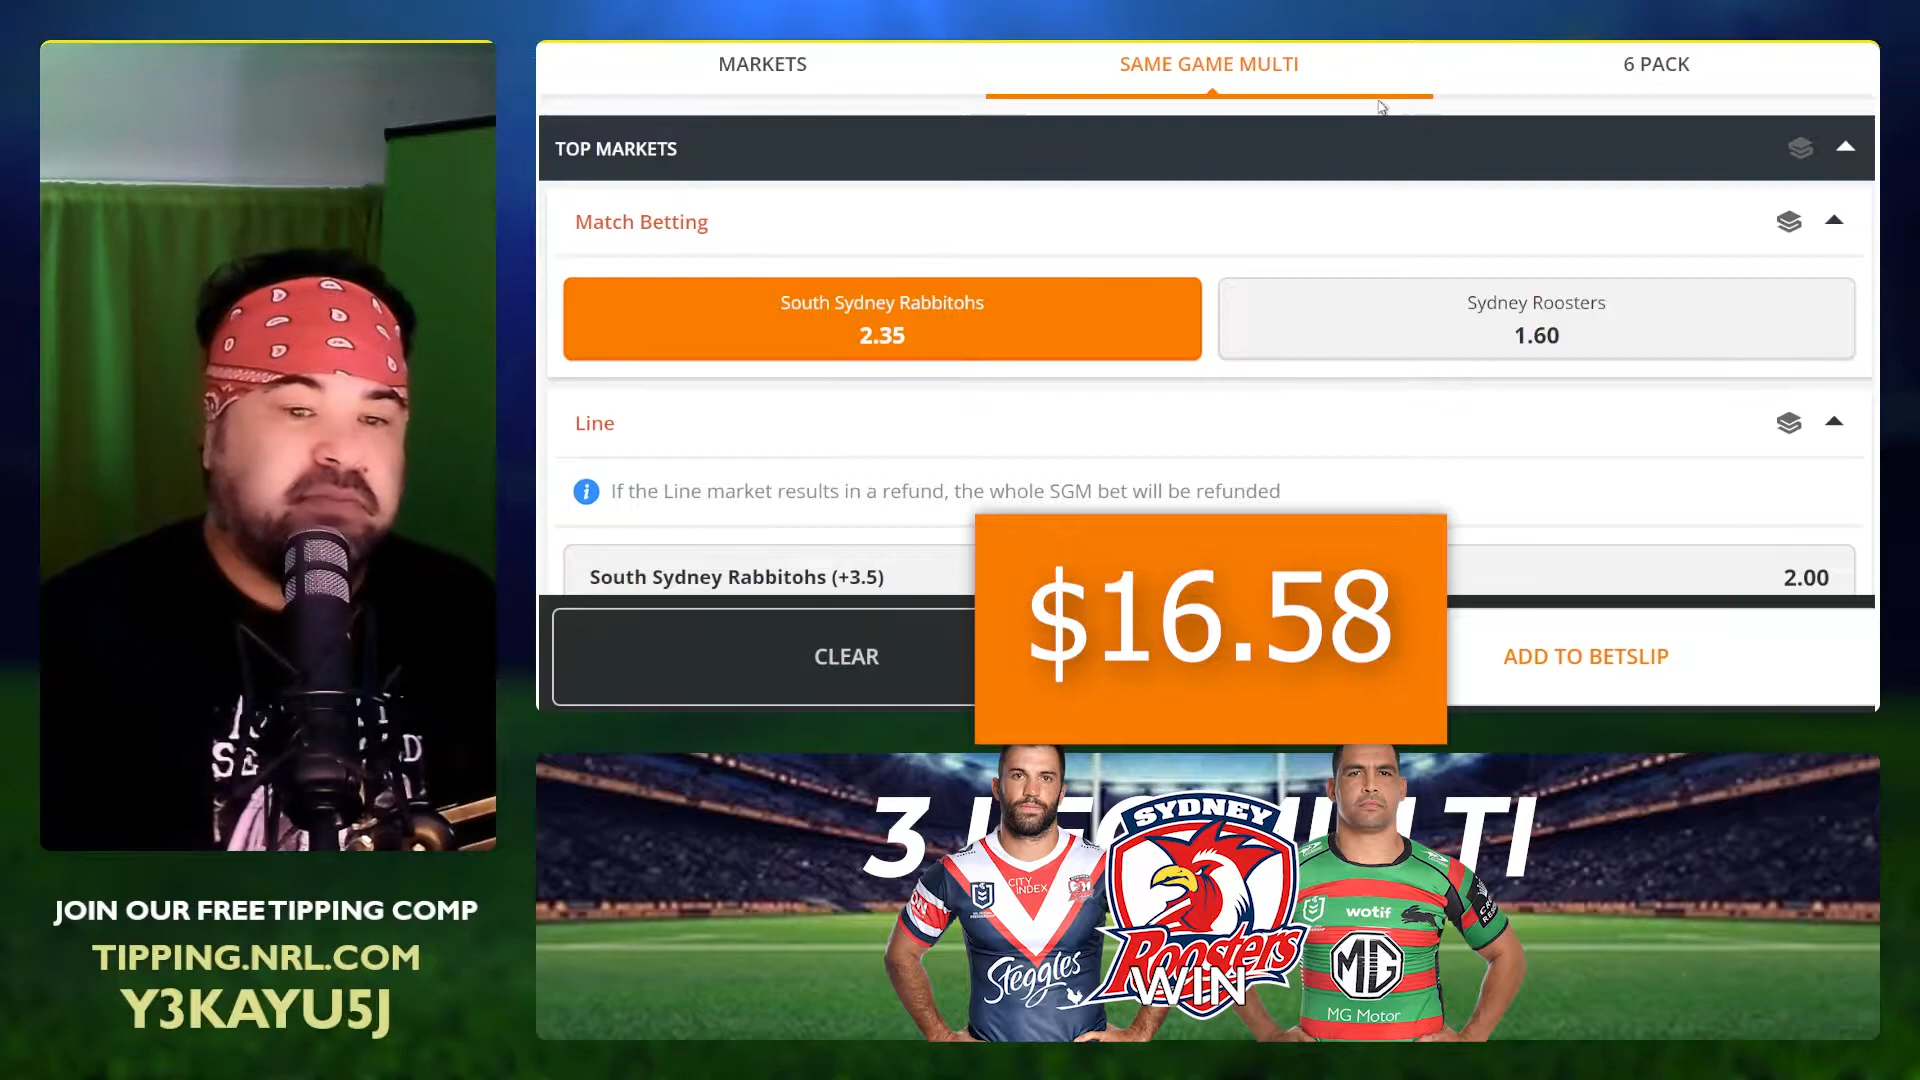 MARKETS
SAME GAME MULTI
6 PACK
TOP MARKETS
Match Betting
South Sydney Rabbitohs
2.35
Sydney Roosters
1.60
Line
If the Line market results in a refund, the whole SGM bet will be refunded
South Sydney Rabbitohs (+3.5)
2.00
$16.58
CLEAR
ADD TO BETSLIP
3
SYDNEY
Roosters
WIN
CITY
INDEX
Steggles
wotif
MG
MG Motor
JOIN OUR FREE TIPPING COMP
TIPPING.NRL.COM
Y3KAYU5J